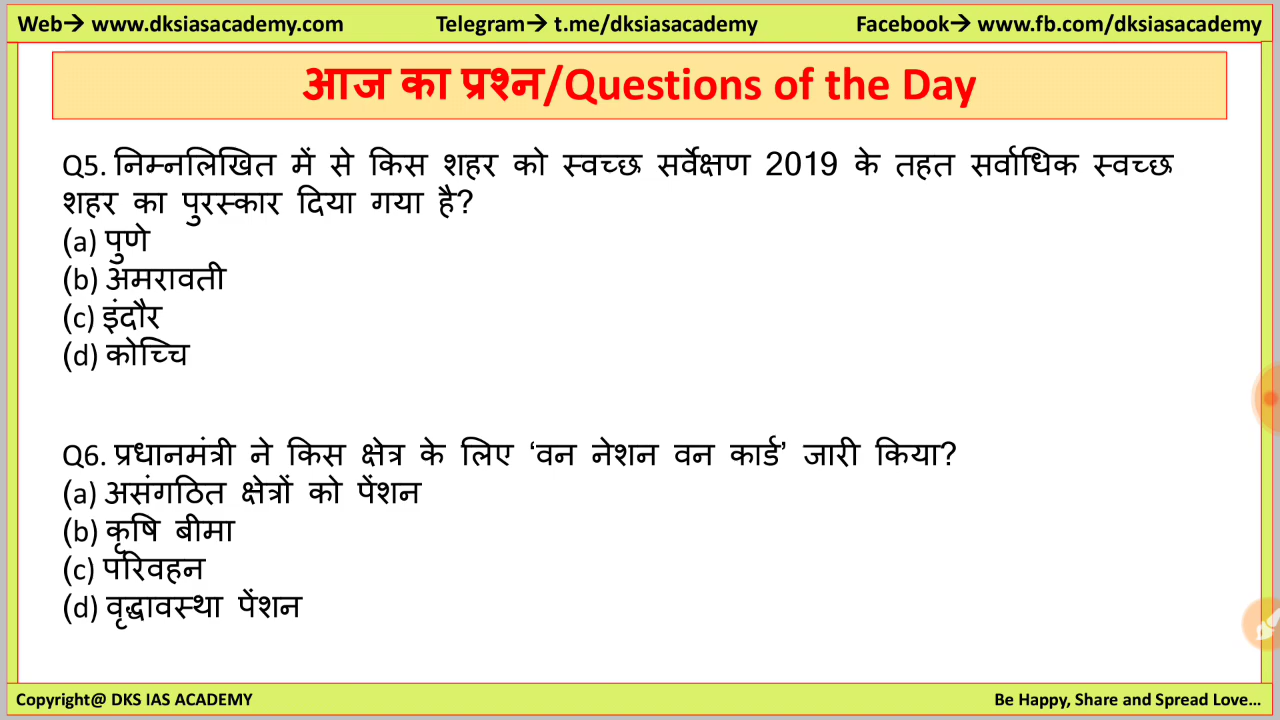 Web→ www.dksiasacademy.com Telegram→ t.me/dksiasacademy Facebook→ www.fb.com/dksiasacademy
आज का प्रश्न/Questions of the Day
Q5. निम्नलिखित में से किस शहर को स्वच्छ सर्वेक्षण 2019 के तहत सर्वाधिक स्वच्छ
शहर का पुरस्कार दिया गया है?
(a) पुणे
(b) अमरावती
(c) इंदौर
(d) कोच्चि
Q6. प्रधानमंत्री ने किस क्षेत्र के लिए ‘वन नेशन वन कार्ड’ जारी किया?
(a) असंगठित क्षेत्रों को पेंशन
(b) कृषि बीमा
(c) परिवहन
(d) वृद्धावस्था पेंशन
Copyright@ DKS IAS ACADEMY Be Happy, Share and Spread Love...